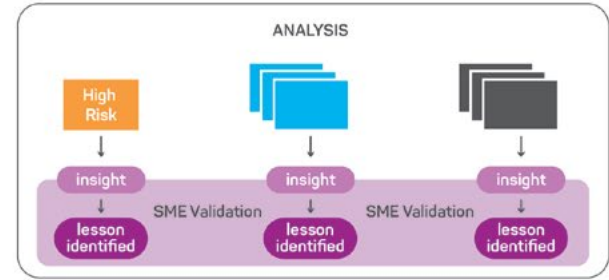 ANALYSIS
High
Risk
insight
insight
insight
SME Validation
SME Validation
lesson
identified
lesson
identified
lesson
identified